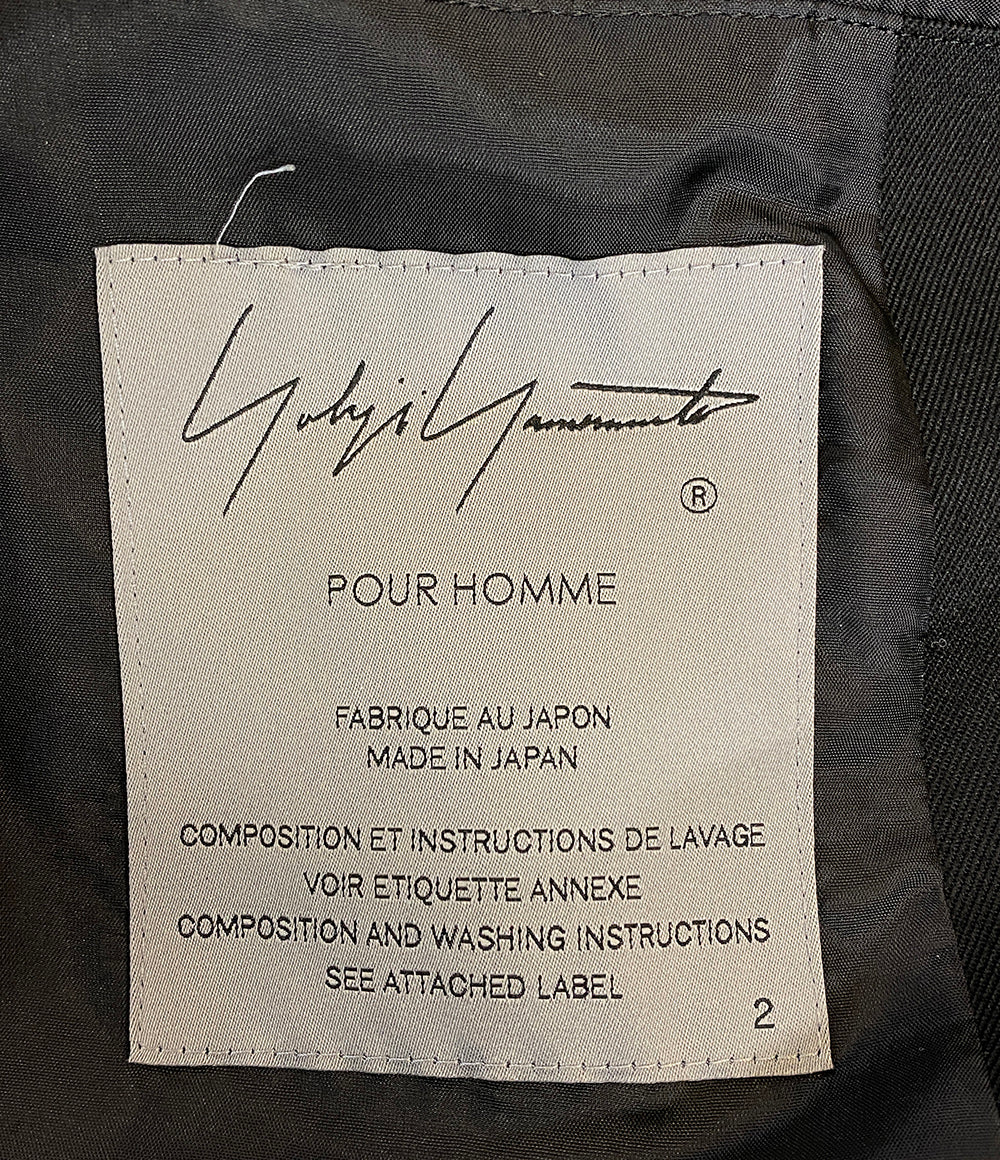 Yohji Yamamoto
®
POUR HOMME
FABRIQUE AU JAPON
MADE IN JAPAN
COMPOSITION ET INSTRUCTIONS DE LAVAGE
VOIR ETIQUETTE ANNEXE
COMPOSITION AND WASHING INSTRUCTIONS
SEE ATTACHED LABEL
2